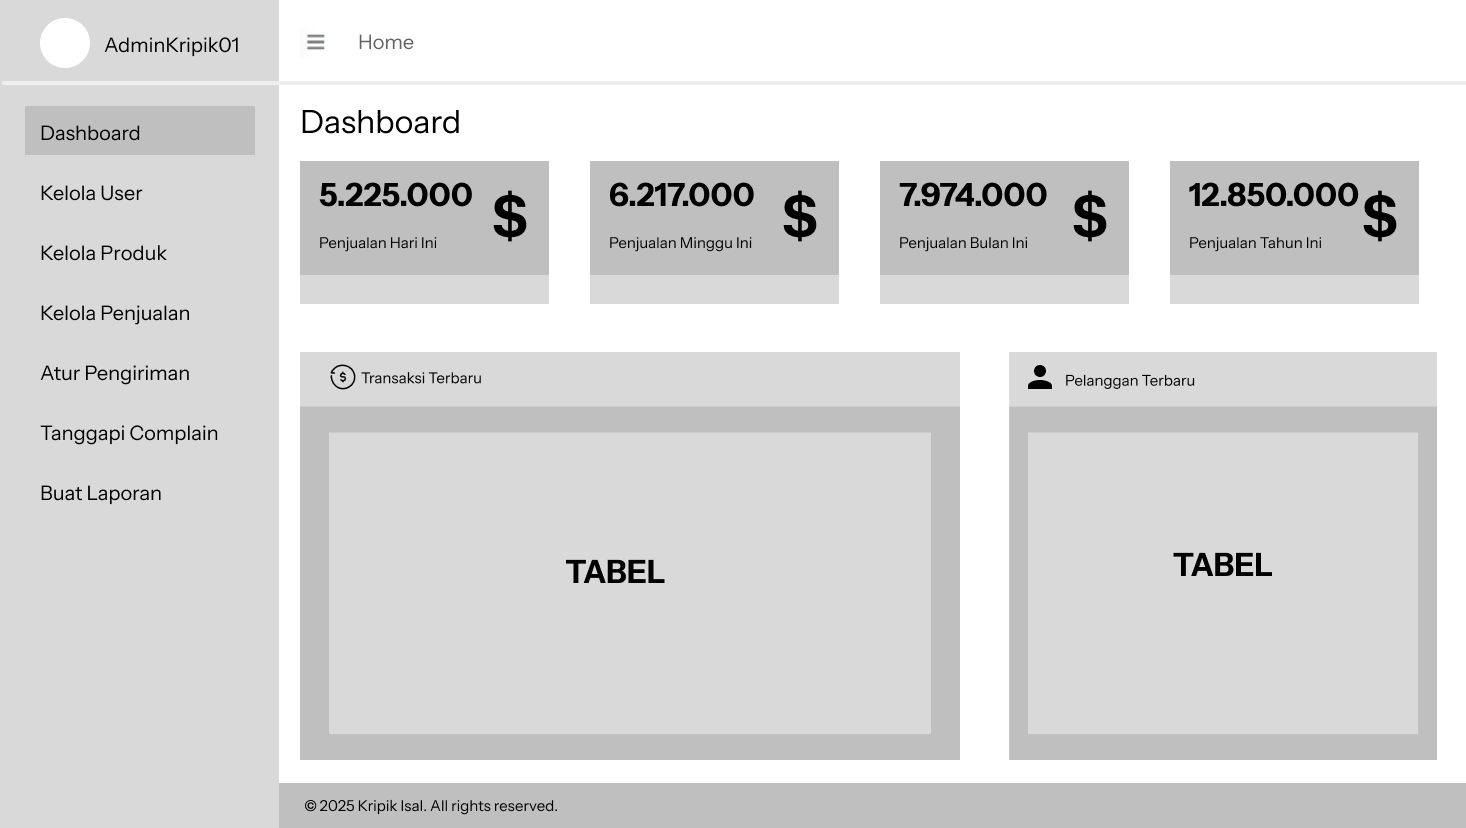 AdminKripik01
Home
Dashboard
Kelola User
Kelola Produk
Kelola Penjualan
Atur Pengiriman
Tanggapi Complain
Buat Laporan
Dashboard
5.225.000 $
Penjualan Hari Ini
6.217.000 $
Penjualan Minggu Ini
7.974.000 $
Penjualan Bulan Ini
12.850.000 $
Penjualan Tahun Ini
$ Transaksi Terbaru
TABEL
Pelanggan Terbaru
TABEL
© 2025 Kripik Isal. All rights reserved.